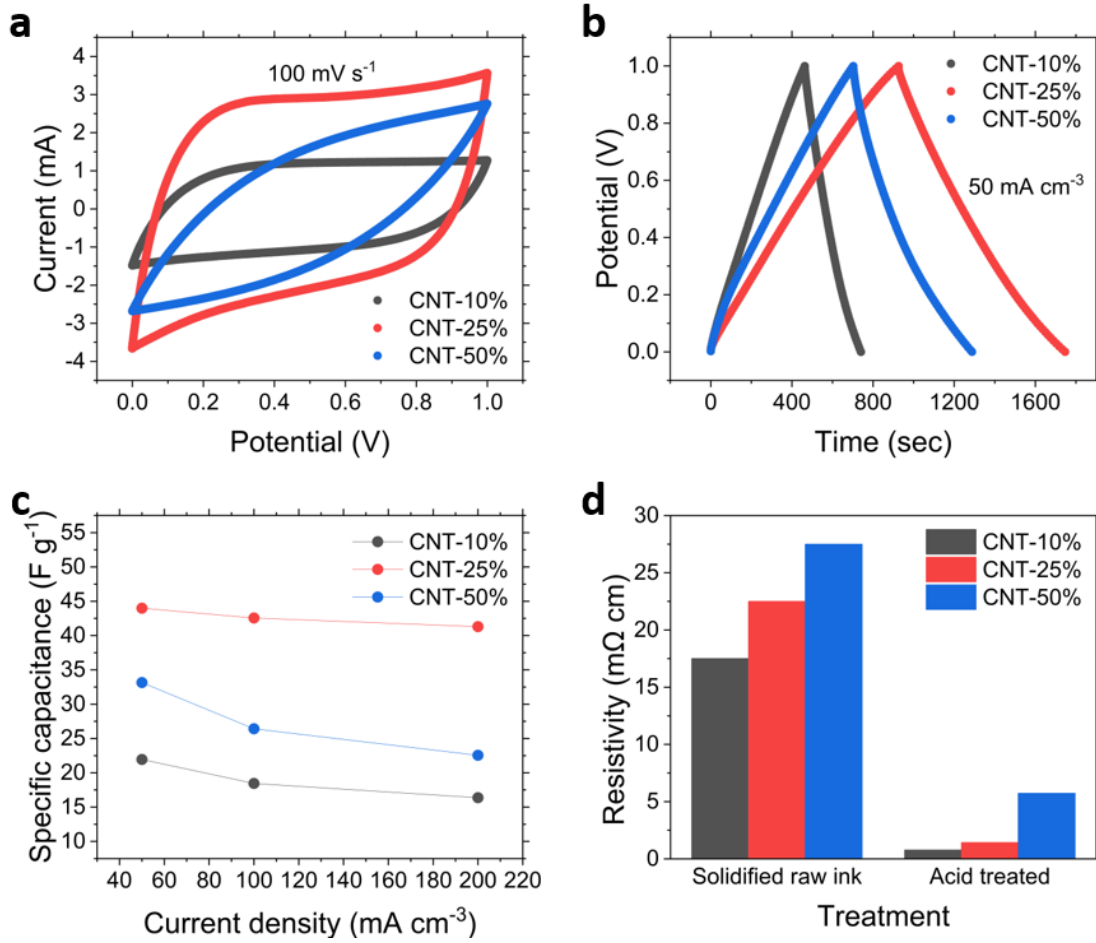 a
100 mV s⁻¹
4
3
2
1
0
-1
-2
-3
-4
Current (mA)
CNT-10%
CNT-25%
CNT-50%
0.0 0.2 0.4 0.6 0.8 1.0
Potential (V)
b
CNT-10%
CNT-25%
CNT-50%
50 mA cm⁻³
1.0
0.8
0.6
0.4
0.2
0.0
Potential (V)
0 400 800 1200 1600
Time (sec)
c
CNT-10%
CNT-25%
CNT-50%
55
50
45
40
35
30
25
20
15
10
Specific capacitance (F g⁻¹)
40 60 80 100 120 140 160 180 200 220
Current density (mA cm⁻³)
d
CNT-10%
CNT-25%
CNT-50%
30
25
20
15
10
5
0
Resistivity (mΩ cm)
Solidified raw ink Acid treated
Treatment